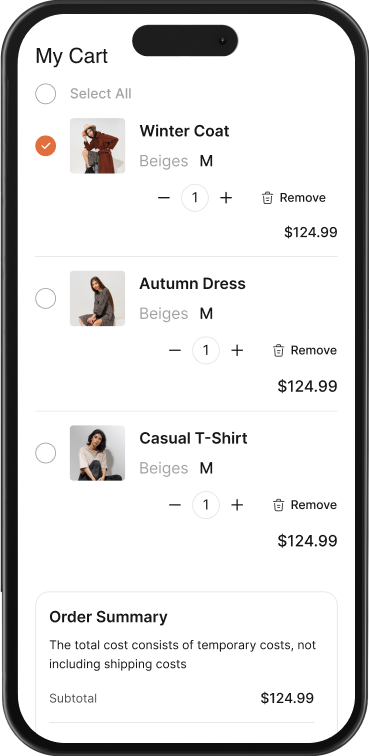 My Cart
Select All
Winter Coat
Beiges M
1 Remove
$124.99
Autumn Dress
Beiges M
1 Remove
$124.99
Casual T-Shirt
Beiges M
1 Remove
$124.99
Order Summary
The total cost consists of temporary costs, not
including shipping costs
Subtotal $124.99